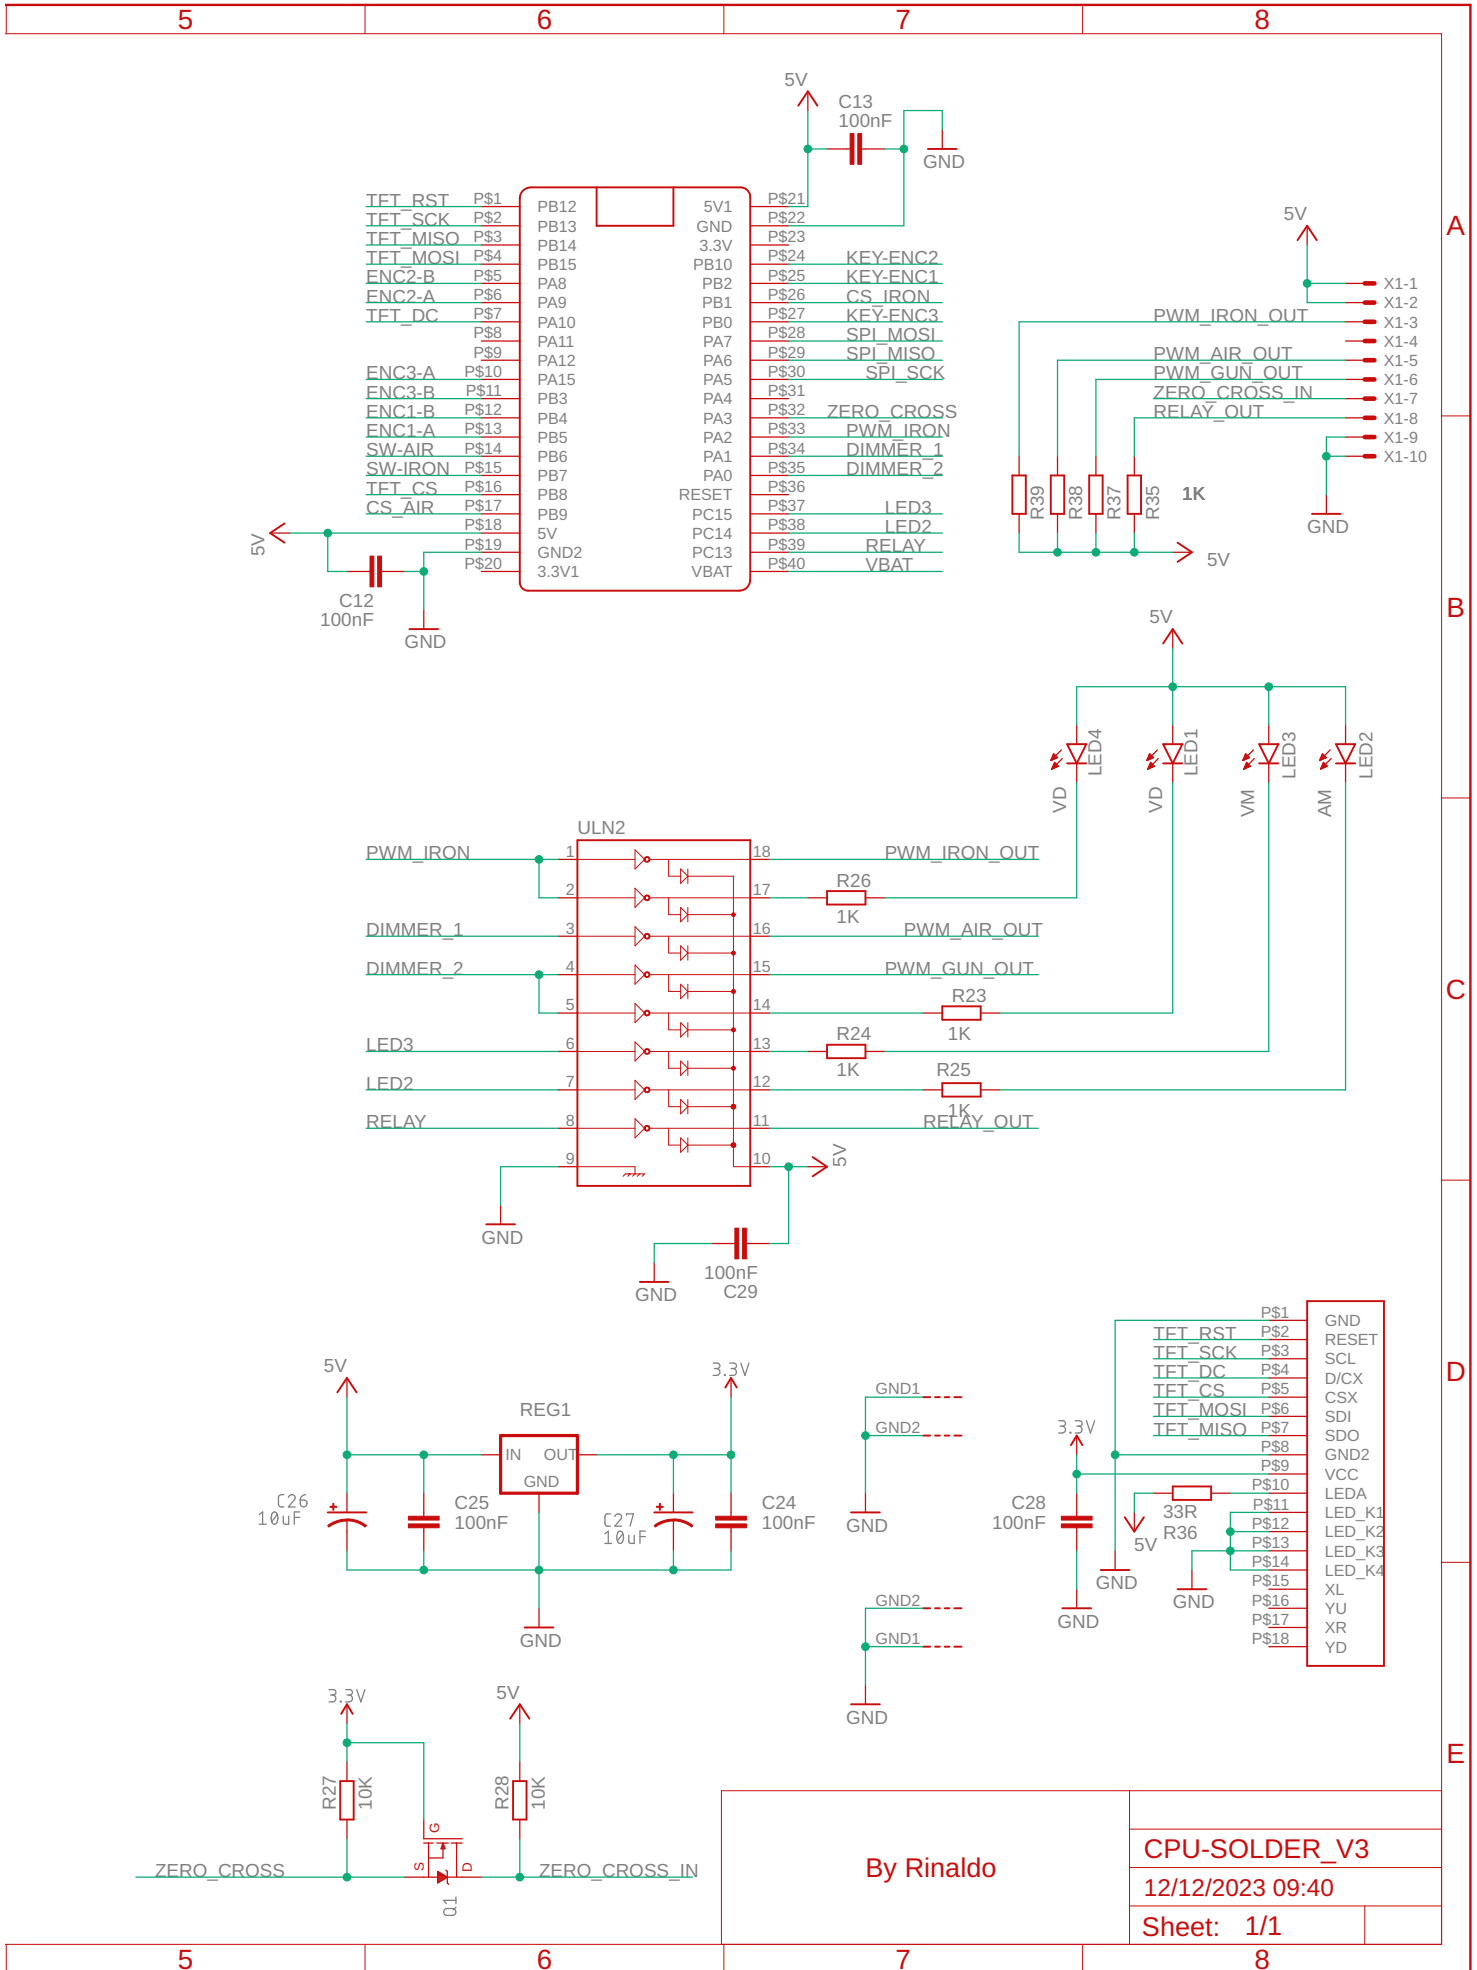 5 6 7 8
5V
C13
100nF
GND
TFT_RST P$1 PB12 5V1 P$21
TFT_SCK P$2 PB13 GND P$22
TFT_MISO P$3 PB14 3.3V P$23
TFT_MOSI P$4 PB15 PB10 P$24 KEY-ENC2
ENC2-B P$5 PA8 PB2 P$25 KEY-ENC1
ENC2-A P$6 PA9 PB1 P$26 CS_IRON
TFT_DC P$7 PA10 PB0 P$27 KEY-ENC3
P$8 PA11 PA7 P$28 SPI_MOSI
P$9 PA12 PA6 P$29 SPI_MISO
ENC3-A P$10 PA15 PA5 P$30 SPI_SCK
ENC3-B P$11 PB3 PA4 P$31
ENC1-B P$12 PB4 PA3 P$32 ZERO_CROSS
ENC1-A P$13 PB5 PA2 P$33 PWM_IRON
SW-AIR P$14 PB6 PA1 P$34 DIMMER_1
SW-IRON P$15 PB7 PA0 P$35 DIMMER_2
TFT_CS P$16 PB8 RESET P$36
CS_AIR P$17 PB9 PC15 P$37 LED3
5V P$18 5V PC14 P$38 LED2
P$19 GND2 PC13 P$39 RELAY
P$20 3.3V1 VBAT P$40 VBAT
C12
100nF
GND
A
5V
X1-1
X1-2
PWM_IRON_OUT X1-3
X1-4
PWM_AIR_OUT X1-5
PWM_GUN_OUT X1-6
ZERO_CROSS_IN X1-7
RELAY_OUT X1-8
X1-9
X1-10
R39 R38 R37 R35 1K
GND
5V
B
5V
LED4 LED1 LED3 LED2
VD VD VM AM
ULN2
PWM_IRON 1 18 PWM_IRON_OUT
2 17 R26
1K
DIMMER_1 3 16 PWM_AIR_OUT
DIMMER_2 4 15 PWM_GUN_OUT
5 14 R23
1K
LED3 6 13 R24
1K
LED2 7 12 R25
1K
RELAY 8 11 RELAY_OUT
9 10 5V
GND
100nF
C29
GND
C
D
5V
REG1
3.3V
IN OUT
GND
C26
10uF
C25
100nF
C27
10uF
C24
100nF
GND
GND1
GND2
GND
GND2
GND1
GND
P$1 GND
TFT_RST P$2 RESET
TFT_SCK P$3 SCL
TFT_DC P$4 D/CX
TFT_CS P$5 CSX
TFT_MOSI P$6 SDI
TFT_MISO P$7 SDO
P$8 GND2
P$9 VCC
P$10 LEDA
P$11 LED_K1
P$12 LED_K2
P$13 LED_K3
P$14 LED_K4
P$15 XL
P$16 YU
P$17 XR
P$18 YD
3.3V
C28
100nF
GND
33R
R36
5V
GND
GND
E
3.3V
5V
R27 10K
R28 10K
G
S D
ZERO_CROSS
ZERO_CROSS_IN
Q1
By Rinaldo
CPU-SOLDER_V3
12/12/2023 09:40
Sheet: 1/1
5 6 7 8